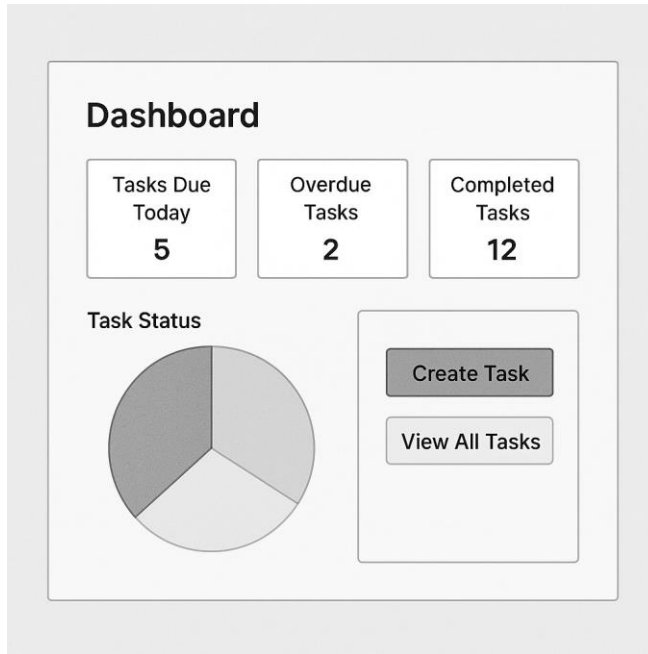 Dashboard
Tasks Due
Today
5
Overdue
Tasks
2
Completed
Tasks
12
Task Status
Create Task
View All Tasks